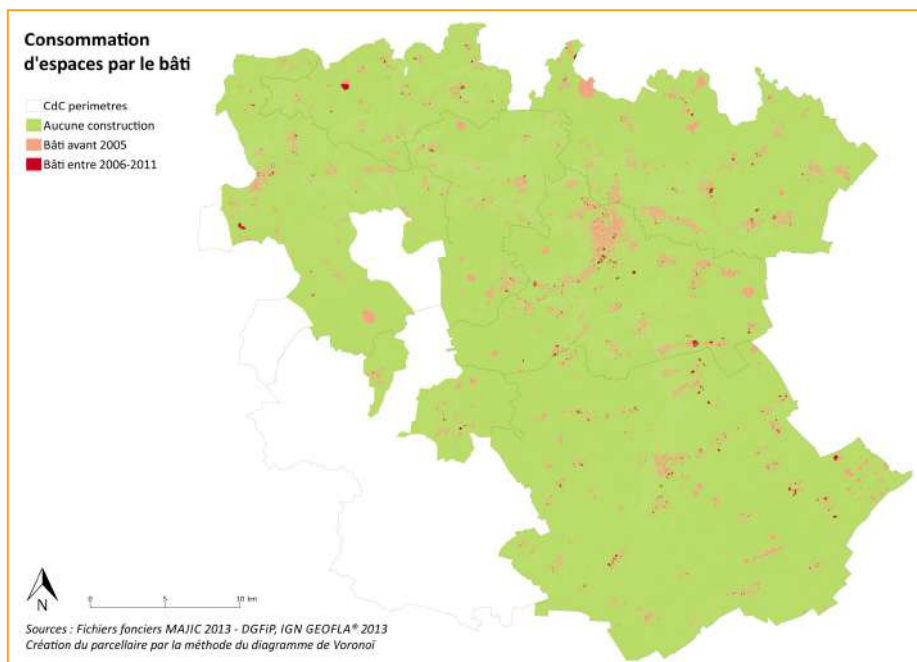 Consommation
d'espaces par le bâti
CdC perimetres
Aucune construction
Bâti avant 2005
Bâti entre 2006-2011
N
0 5 10 km
Sources : Fichiers fonciers MAJIC 2013 - DGFiP, IGN GEOFLA® 2013
Création du parcellaire par la méthode du diagramme de Voronoï